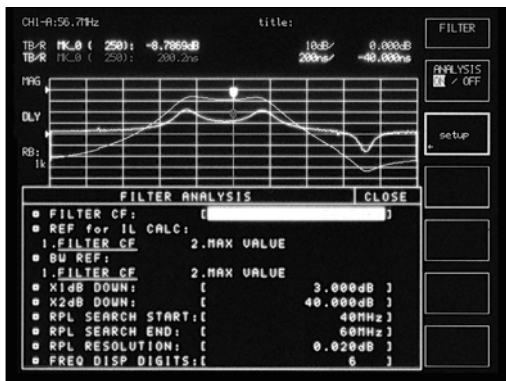 CH1-A:56.7MHz title:
FILTER
TB/R MK_0 ( 250): -8.7869dB 10dB/ 0.000dB
TB/R MK_0 ( 250): 200.2ns 200ns/ -40.000ns
ANALYSIS
ON / OFF
MAG
DLY
setup
RB:
1k
FILTER ANALYSIS CLOSE
FILTER CF: [ ]
REF for IL CALC:
1.FILTER CF 2.MAX VALUE
BW REF:
1.FILTER CF 2.MAX VALUE
X1dB DOWN: [ 3.000dB ]
X2dB DOWN: [ 40.000dB ]
RPL SEARCH START:[ 40MHz]
RPL SEARCH END: [ 60MHz]
RPL RESOLUTION: [ 0.020dB ]
FREQ DISP DIGITS:[ 6 ]